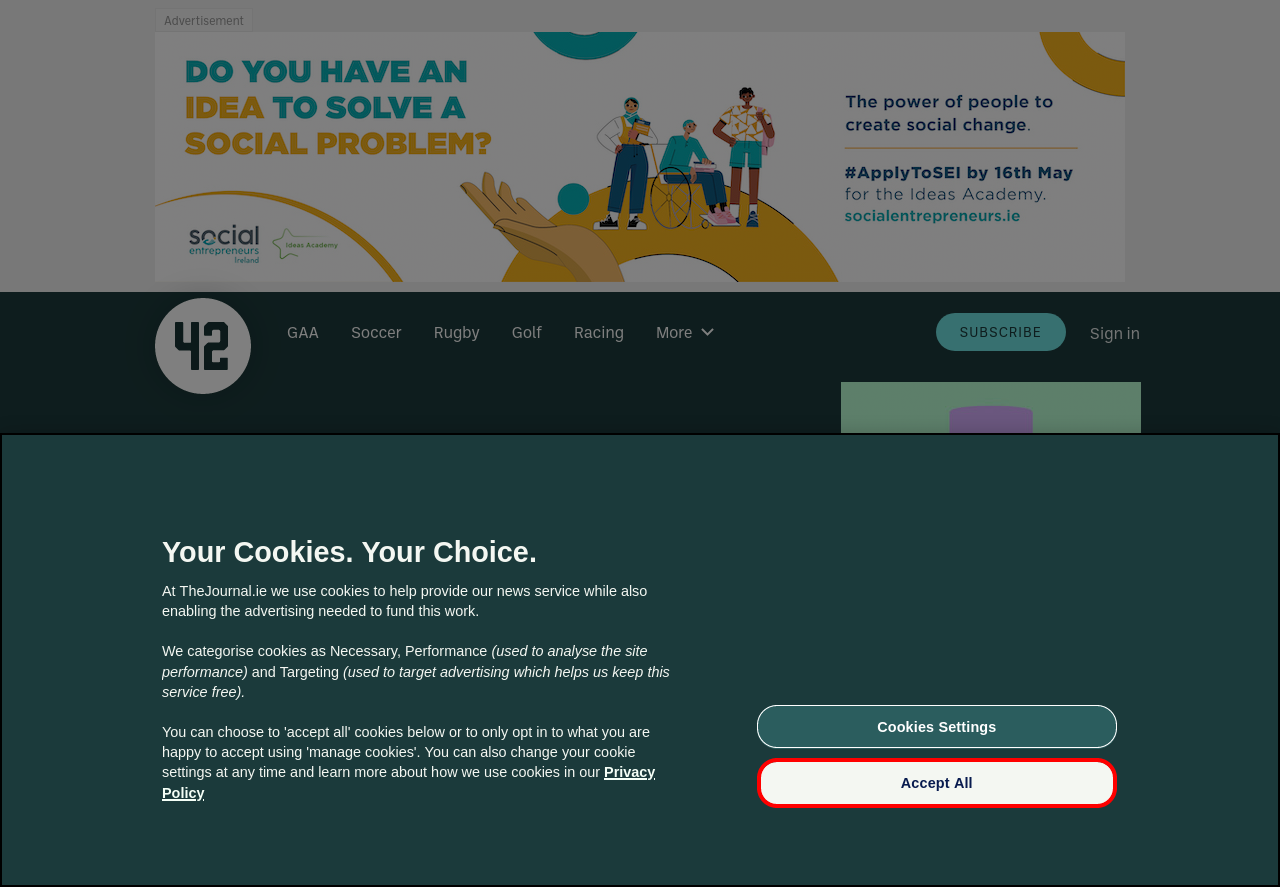 Advertisement
DO YOU HAVE AN
IDEA TO SOLVE A
SOCIAL PROBLEM?
The power of people to
create social change.
#ApplyToSEI by 16th May
for the Ideas Academy.
socialentrepreneurs.ie
social
entrepreneurs
Ireland
Ideas Academy
42
GAA Soccer Rugby Golf Racing More
SUBSCRIBE
Sign in
Your Cookies. Your Choice.
At TheJournal.ie we use cookies to help provide our news service while also
enabling the advertising needed to fund this work.
We categorise cookies as Necessary, Performance (used to analyse the site
performance) and Targeting (used to target advertising which helps us keep this
service free).
You can choose to 'accept all' cookies below or to only opt in to what you are
happy to accept using 'manage cookies'. You can also change your cookie
settings at any time and learn more about how we use cookies in our Privacy
Policy
Cookies Settings
Accept All